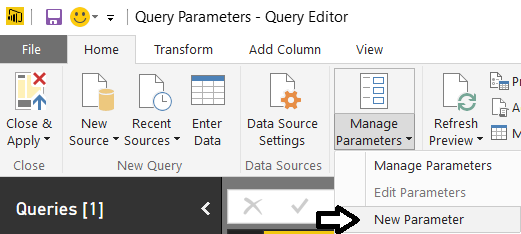 Query Parameters - Query Editor
File Home Transform Add Column View
Close & Apply
New Source
Recent Sources
Enter Data
Data Source Settings
Manage Parameters
Refresh Preview
A
M
Close New Query Data Sources
Manage Parameters
Edit Parameters
New Parameter
Queries [1]